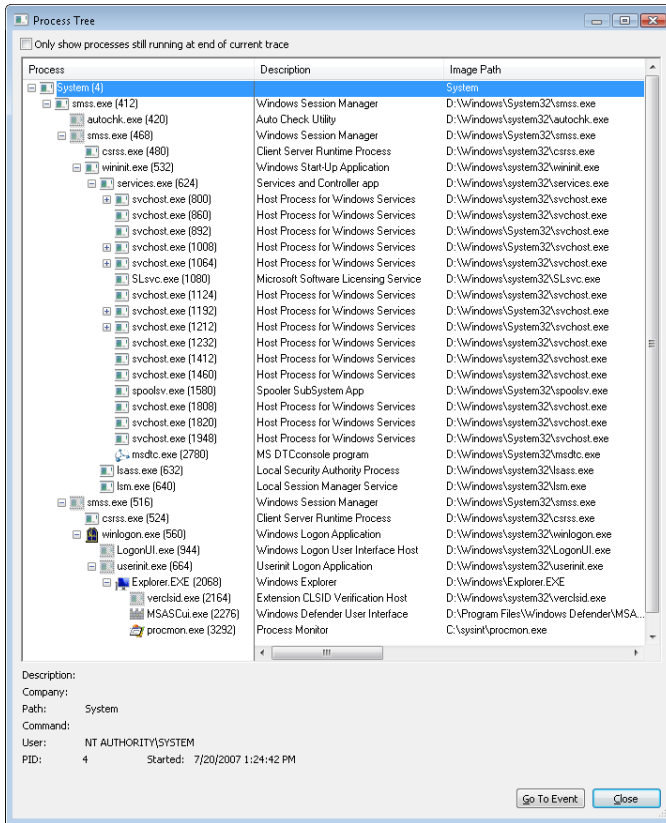 Process Tree
Only show processes still running at end of current trace
Process Description Image Path
System (4) System
smss.exe (412) Windows Session Manager D:\Windows\System32\smss.exe
autochk.exe (420) Auto Check Utility D:\Windows\System32\autochk.exe
smss.exe (468) Windows Session Manager D:\Windows\System32\smss.exe
csrss.exe (480) Client Server Runtime Process D:\Windows\system32\csrss.exe
wininit.exe (532) Windows Start-Up Application D:\Windows\system32\wininit.exe
services.exe (624) Services and Controller app D:\Windows\system32\services.exe
svchost.exe (800) Host Process for Windows Services D:\Windows\system32\svchost.exe
svchost.exe (860) Host Process for Windows Services D:\Windows\system32\svchost.exe
svchost.exe (892) Host Process for Windows Services D:\Windows\System32\svchost.exe
svchost.exe (1008) Host Process for Windows Services D:\Windows\System32\svchost.exe
svchost.exe (1064) Host Process for Windows Services D:\Windows\system32\svchost.exe
SLsvc.exe (1080) Microsoft Software Licensing Service D:\Windows\system32\SLsvc.exe
svchost.exe (1124) Host Process for Windows Services D:\Windows\system32\svchost.exe
svchost.exe (1192) Host Process for Windows Services D:\Windows\system32\svchost.exe
svchost.exe (1212) Host Process for Windows Services D:\Windows\System32\svchost.exe
svchost.exe (1232) Host Process for Windows Services D:\Windows\system32\svchost.exe
svchost.exe (1412) Host Process for Windows Services D:\Windows\system32\svchost.exe
svchost.exe (1460) Host Process for Windows Services D:\Windows\system32\svchost.exe
spoolsv.exe (1580) Spooler SubSystem App D:\Windows\System32\spoolsv.exe
svchost.exe (1808) Host Process for Windows Services D:\Windows\System32\svchost.exe
svchost.exe (1820) Host Process for Windows Services D:\Windows\system32\svchost.exe
svchost.exe (1948) Host Process for Windows Services D:\Windows\System32\svchost.exe
msdtc.exe (2780) MS DTCconsole program D:\Windows\System32\msdtc.exe
lsass.exe (632) Local Security Authority Process D:\Windows\system32\lsass.exe
lsm.exe (640) Local Session Manager Service D:\Windows\system32\lsm.exe
smss.exe (516) Windows Session Manager D:\Windows\System32\smss.exe
csrss.exe (524) Client Server Runtime Process D:\Windows\system32\csrss.exe
winlogon.exe (560) Windows Logon Application D:\Windows\system32\winlogon.exe
LogonUI.exe (944) Windows Logon User Interface Host D:\Windows\system32\LogonUI.exe
userinit.exe (664) Userinit Logon Application D:\Windows\system32\userinit.exe
Explorer.EXE (2068) Windows Explorer D:\Windows\Explorer.EXE
verclsid.exe (2164) Extension CLSID Verification Host D:\Windows\system32\verclsid.exe
MSASCui.exe (2276) Windows Defender User Interface D:\Program Files\Windows Defender\MSA...
procmon.exe (3292) Process Monitor C:\sysint\procmon.exe
Description:
Company:
Path: System
Command:
User: NT AUTHORITY\SYSTEM
PID: 4 Started: 7/20/2007 1:24:42 PM
Go To Event Close